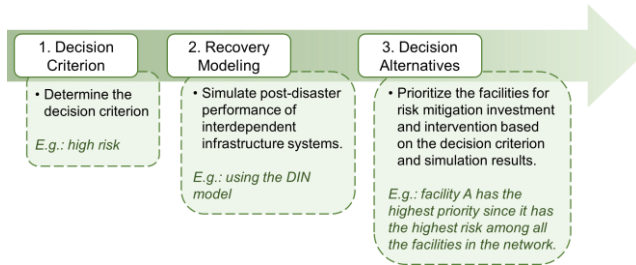 1. Decision
Criterion
• Determine the
decision criterion
E.g.: high risk
2. Recovery
Modeling
• Simulate post-disaster
performance of
interdependent
infrastructure systems.
E.g.: using the DIN
model
3. Decision
Alternatives
• Prioritize the facilities for
risk mitigation investment
and intervention based
on the decision criterion
and simulation results.
E.g.: facility A has the
highest priority since it has
the highest risk among all
the facilities in the network.